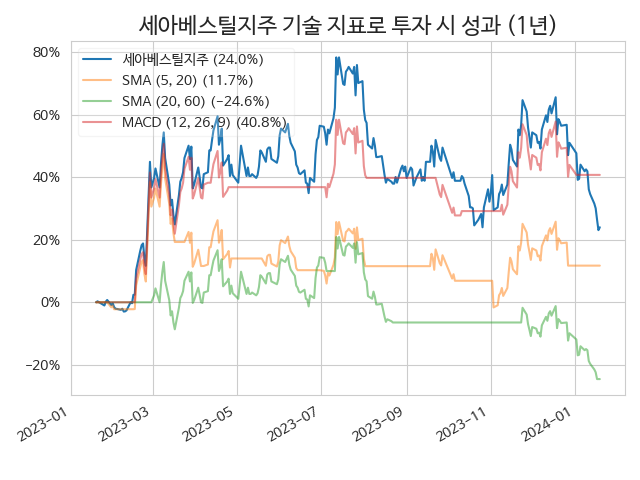 세아베스틸지주 기술 지표로 투자 시 성과 (1년)
80%
60%
40%
20%
0%
−20%
세아베스틸지주 (24.0%)
SMA (5, 20) (11.7%)
SMA (20, 60) (−24.6%)
MACD (12, 26, 9) (40.8%)
2023−01
2023−03
2023−05
2023−07
2023−09
2023−11
2024−01